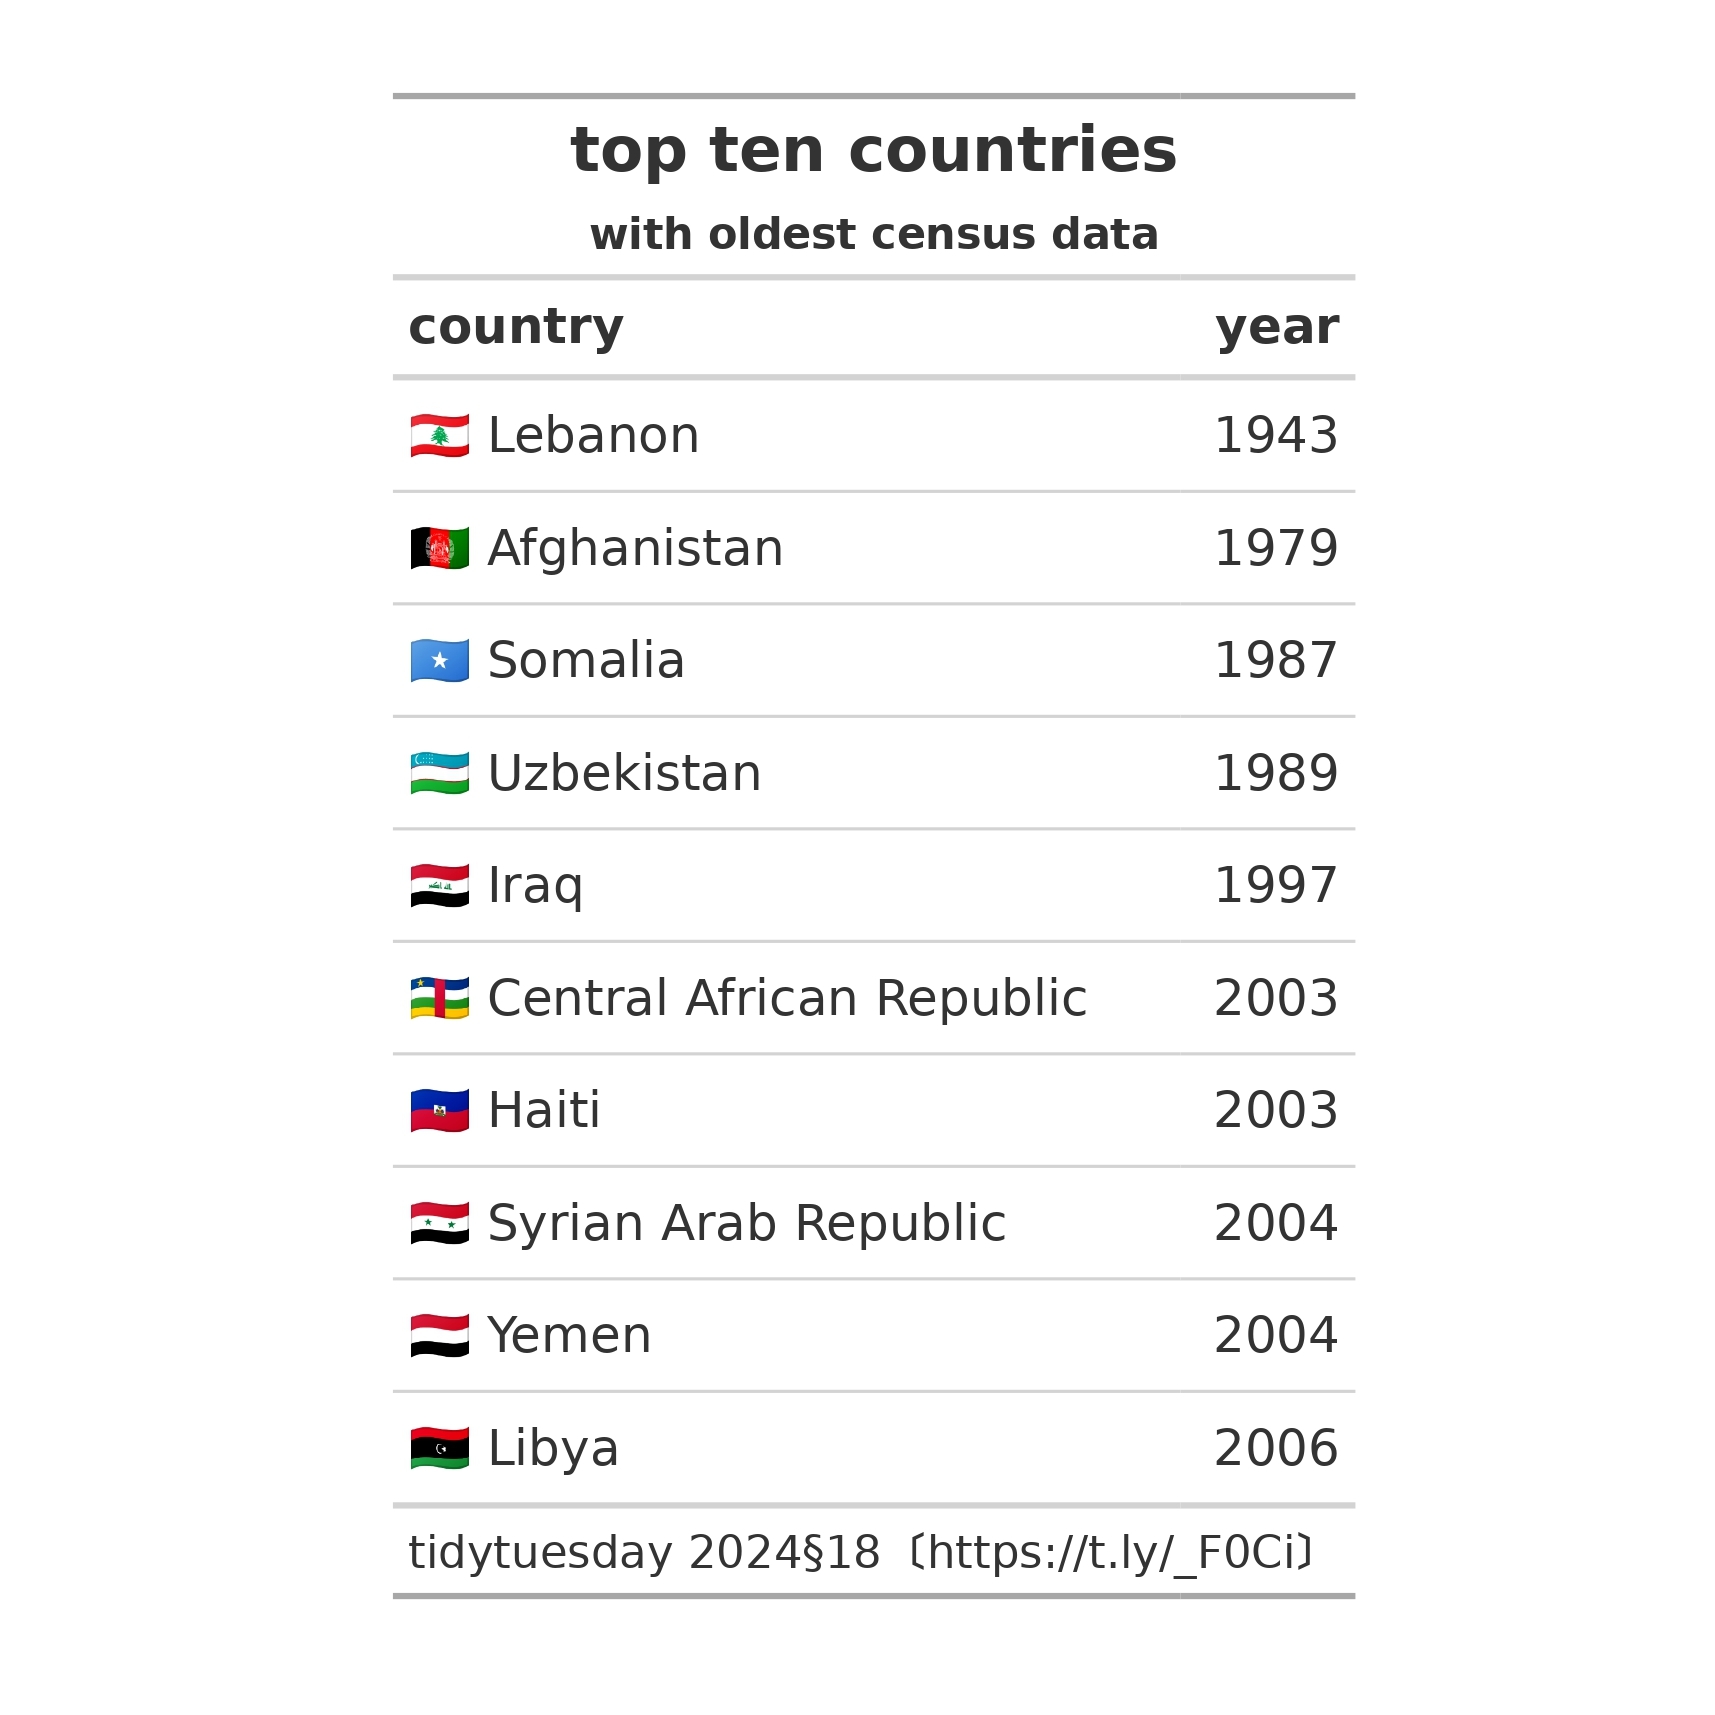 top ten countries
with oldest census data
country year
Lebanon 1943
Afghanistan 1979
Somalia 1987
Uzbekistan 1989
Iraq 1997
Central African Republic 2003
Haiti 2003
Syrian Arab Republic 2004
Yemen 2004
Libya 2006
tidytuesday 2024§18〔https://t.ly/_F0Ci〕